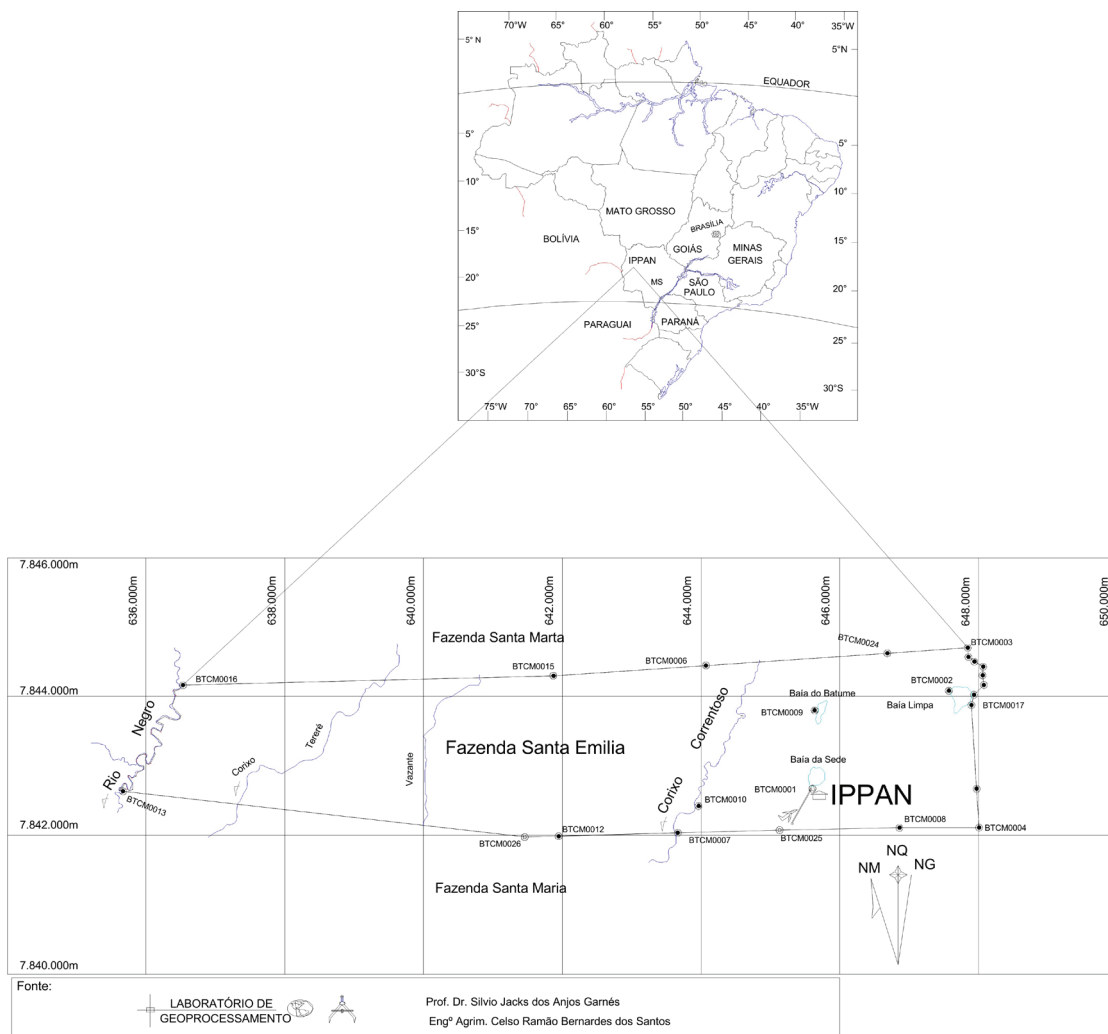 70°W 65° 60° 55° 50° 45° 40° 35°W
5° N
5°N
EQUADOR
5°
5°
10°
10°
MATO GROSSO
BRASÍLIA
15°
15°
BOLÍVIA
GOIÁS
MINAS
GERAIS
IPPAN
20°
MS
SÃO
PAULO
20°
PARAGUAI
PARANÁ
25°
25°
30°S
30°S
75°W 70° 65° 60° 55° 50° 45° 40° 35°W
7.846.000m
636.000m
638.000m
640.000m
642.000m
644.000m
646.000m
648.000m
650.000m
Fazenda Santa Marta
BTCM0024
BTCM0003
BTCM0016
BTCM0015
BTCM0006
BTCM0002
7.844.000m
Baía do Batume
Baía Limpa
BTCM0017
BTCM0009
Rio Negro
Corixo Tereré
Vazante
Fazenda Santa Emilia
Corixo Correntoso
Baía da Sede
BTCM0001
IPPAN
BTCM0013
BTCM0010
7.842.000m
BTCM0026
BTCM0012
BTCM0007
BTCM0025
BTCM0008
BTCM0004
Fazenda Santa Maria
NQ
NM
NG
7.840.000m
Fonte:
LABORATÓRIO DE
GEOPROCESSAMENTO
Prof. Dr. Silvio Jacks dos Anjos Garnés
Engº Agrim. Celso Ramão Bernardes dos Santos